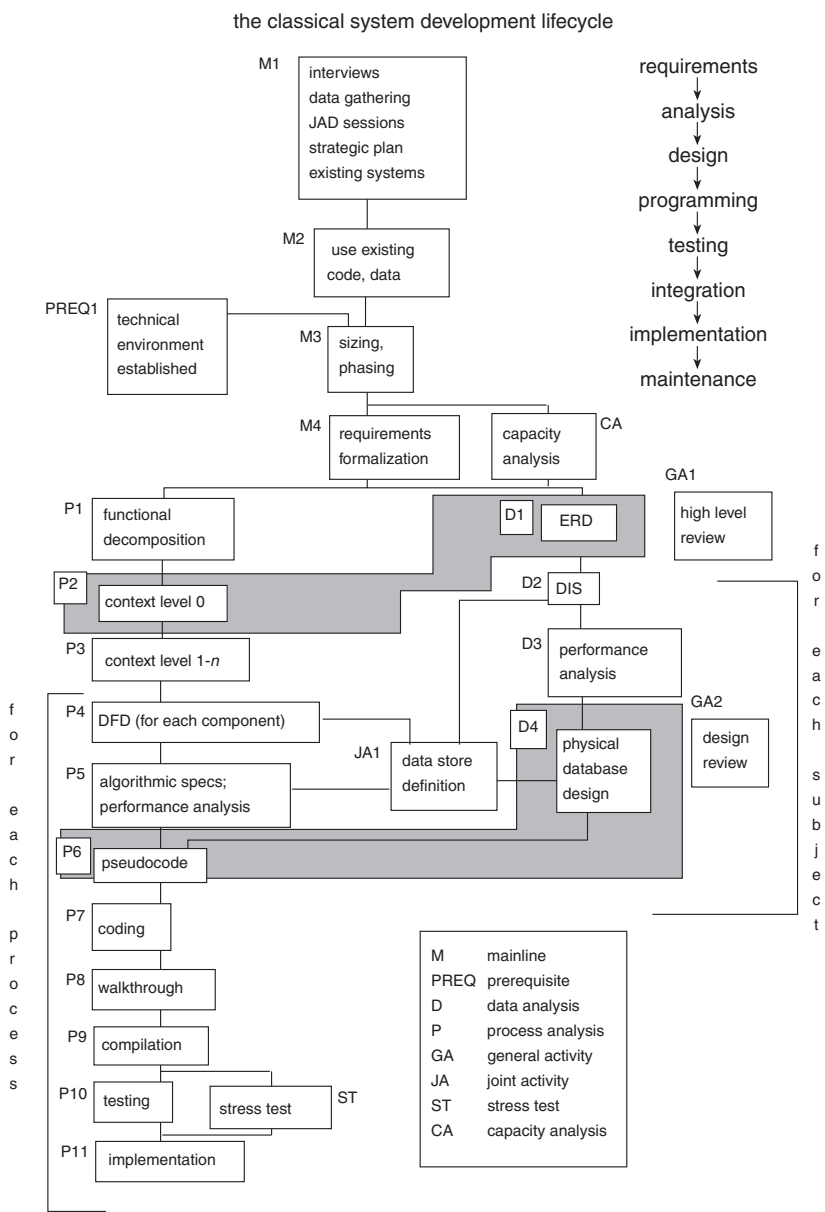 the classical system development lifecycle
M1
interviews
data gathering
JAD sessions
strategic plan
existing systems
requirements
analysis
design
programming
testing
integration
implementation
maintenance
M2
use existing
code, data
PREQ1
technical
environment
established
M3
sizing,
phasing
M4
requirements
formalization
CA
capacity
analysis
P1
functional
decomposition
D1
ERD
GA1
high level
review
P2
context level 0
D2
DIS
P3
context level 1-n
D3
performance
analysis
P4
DFD (for each component)
JA1
data store
definition
D4
physical
database
design
GA2
design
review
P5
algorithmic specs;
performance analysis
P6
pseudocode
P7
coding
P8
walkthrough
P9
compilation
P10
testing
ST
stress test
P11
implementation
for each process
for each subject
M mainline
PREQ prerequisite
D data analysis
P process analysis
GA general activity
JA joint activity
ST stress test
CA capacity analysis